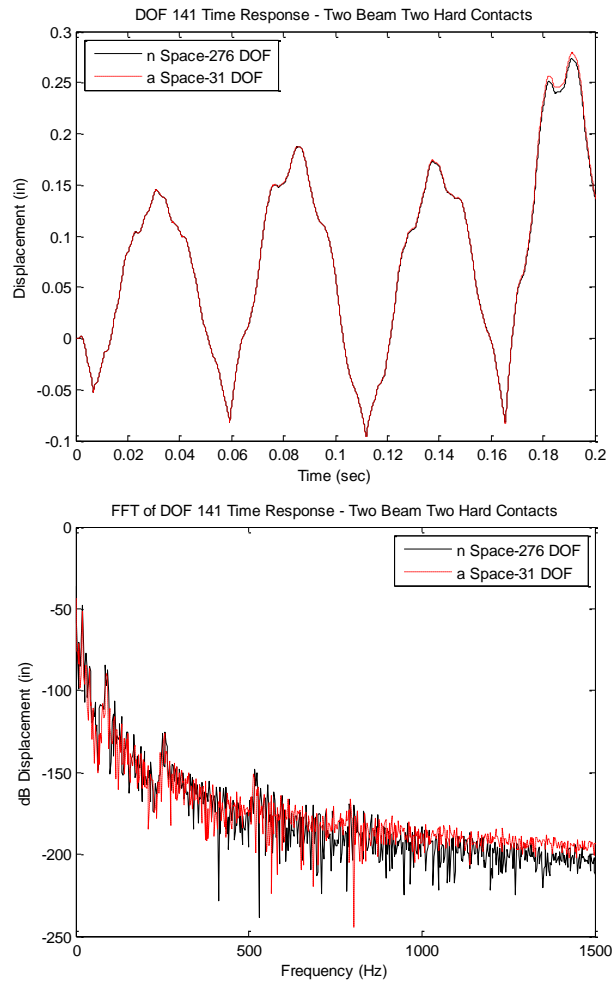 DOF 141 Time Response - Two Beam Two Hard Contacts
0.3
0.25
0.2
0.15
0.1
0.05
0
-0.05
-0.1
Displacement (in)
n Space-276 DOF
a Space-31 DOF
0 0.02 0.04 0.06 0.08 0.1 0.12 0.14 0.16 0.18 0.2
Time (sec)
FFT of DOF 141 Time Response - Two Beam Two Hard Contacts
0
-50
-100
-150
-200
-250
dB Displacement (in)
n Space-276 DOF
a Space-31 DOF
0 500 1000 1500
Frequency (Hz)